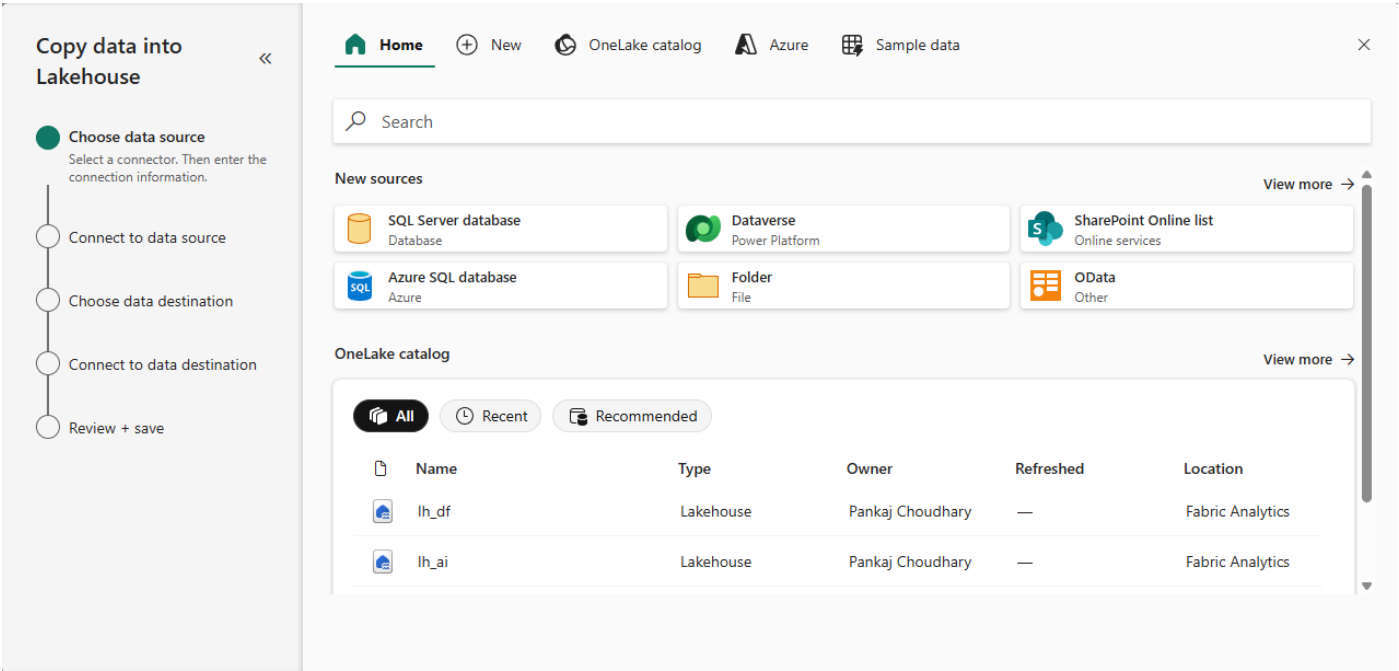 Copy data into
Lakehouse
Choose data source
Select a connector. Then enter the
connection information.
Connect to data source
Choose data destination
Connect to data destination
Review + save
Home New OneLake catalog Azure Sample data
Search
New sources View more
SQL Server database
Database
Dataverse
Power Platform
SharePoint Online list
S
Online services
Azure SQL database
SQL
Azure
Folder
File
OData
Other
OneLake catalog View more
All Recent Recommended
Name Type Owner Refreshed Location
lh_df Lakehouse Pankaj Choudhary — Fabric Analytics
lh_ai Lakehouse Pankaj Choudhary — Fabric Analytics